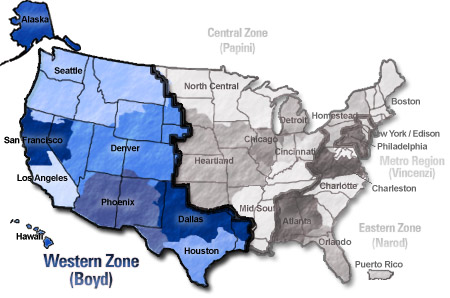 Alaska
Central Zone
(Papini)
Seattle
North Central
Boston
Detroit
Homestead
New York / Edison
San Francisco
Chicago
Philadelphia
Denver
Cincinnati
Heartland
Metro Region
(Vincenzi)
Los Angeles
Charlotte
Charleston
Phoenix
Mid South
Dallas
Atlanta
Eastern Zone
(Narod)
Hawaii
Houston
Orlando
Western Zone
(Boyd)
Puerto Rico